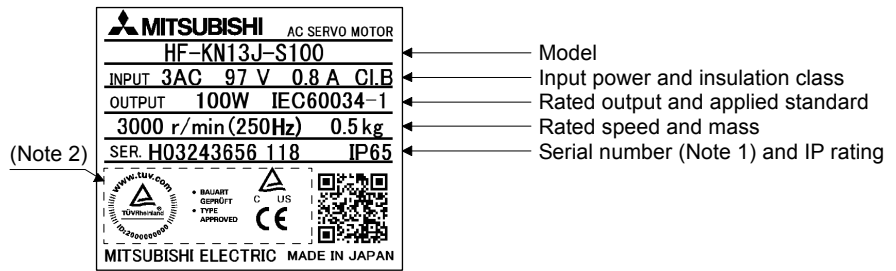 MITSUBISHI AC SERVO MOTOR
HF-KN13J-S100
Model
INPUT 3AC 97 V 0.8 A CI.B
Input power and insulation class
OUTPUT 100W IEC60034-1
Rated output and applied standard
3000 r/min(250Hz) 0.5kg
Rated speed and mass
SER. H03243656 118 IP65
Serial number (Note 1) and IP rating
(Note 2)
www.tuv.com
TÜVRheinland®
ID:2000000000
• BAUART
GEPRÜFT
• TYPE
APPROVED
C US
CE
MITSUBISHI ELECTRIC MADE IN JAPAN